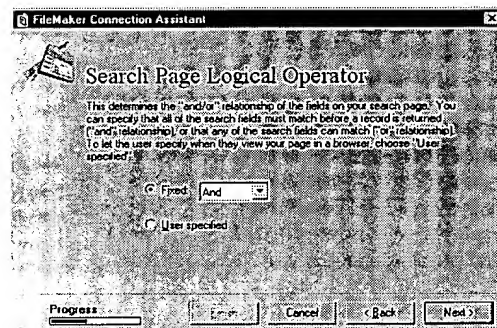 FileMaker Connection Assistant
Search Page Logical Operator
This determines the "and/or" relationship of the fields on your search page. You
can specify that all of the search fields must match before a record is returned
("and" relationship), or that any of the search fields can match ("or" relationship).
To let the user specify when they view your page in a browser, choose "User
specified".
Fixed: And
User specified
Progress
Finish Cancel < Back Next >